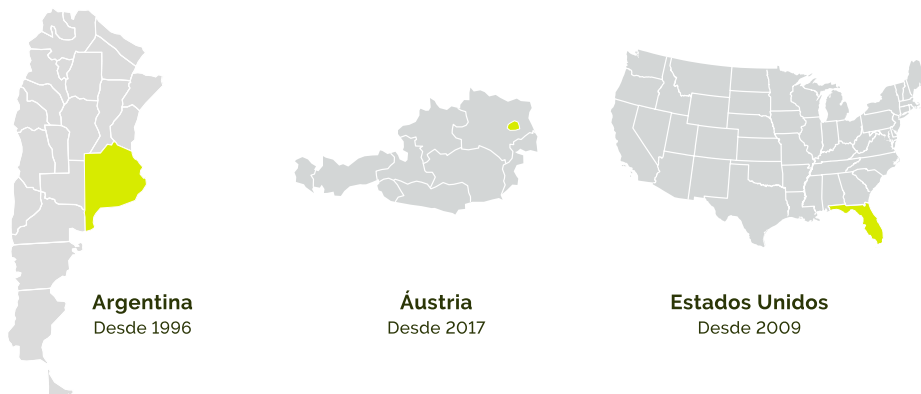 Argentina
Desde 1996
Áustria
Desde 2017
Estados Unidos
Desde 2009